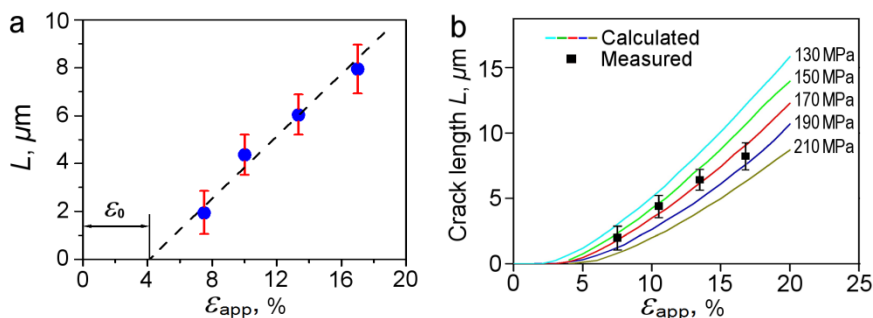 a
10
8
6
4
2
0
L, μm
ε₀
0 4 8 12 16 20
εapp, %
b
Calculated
Measured
130 MPa
150 MPa
170 MPa
190 MPa
210 MPa
15
10
5
0
Crack length L, μm
0 5 10 15 20 25
εapp, %